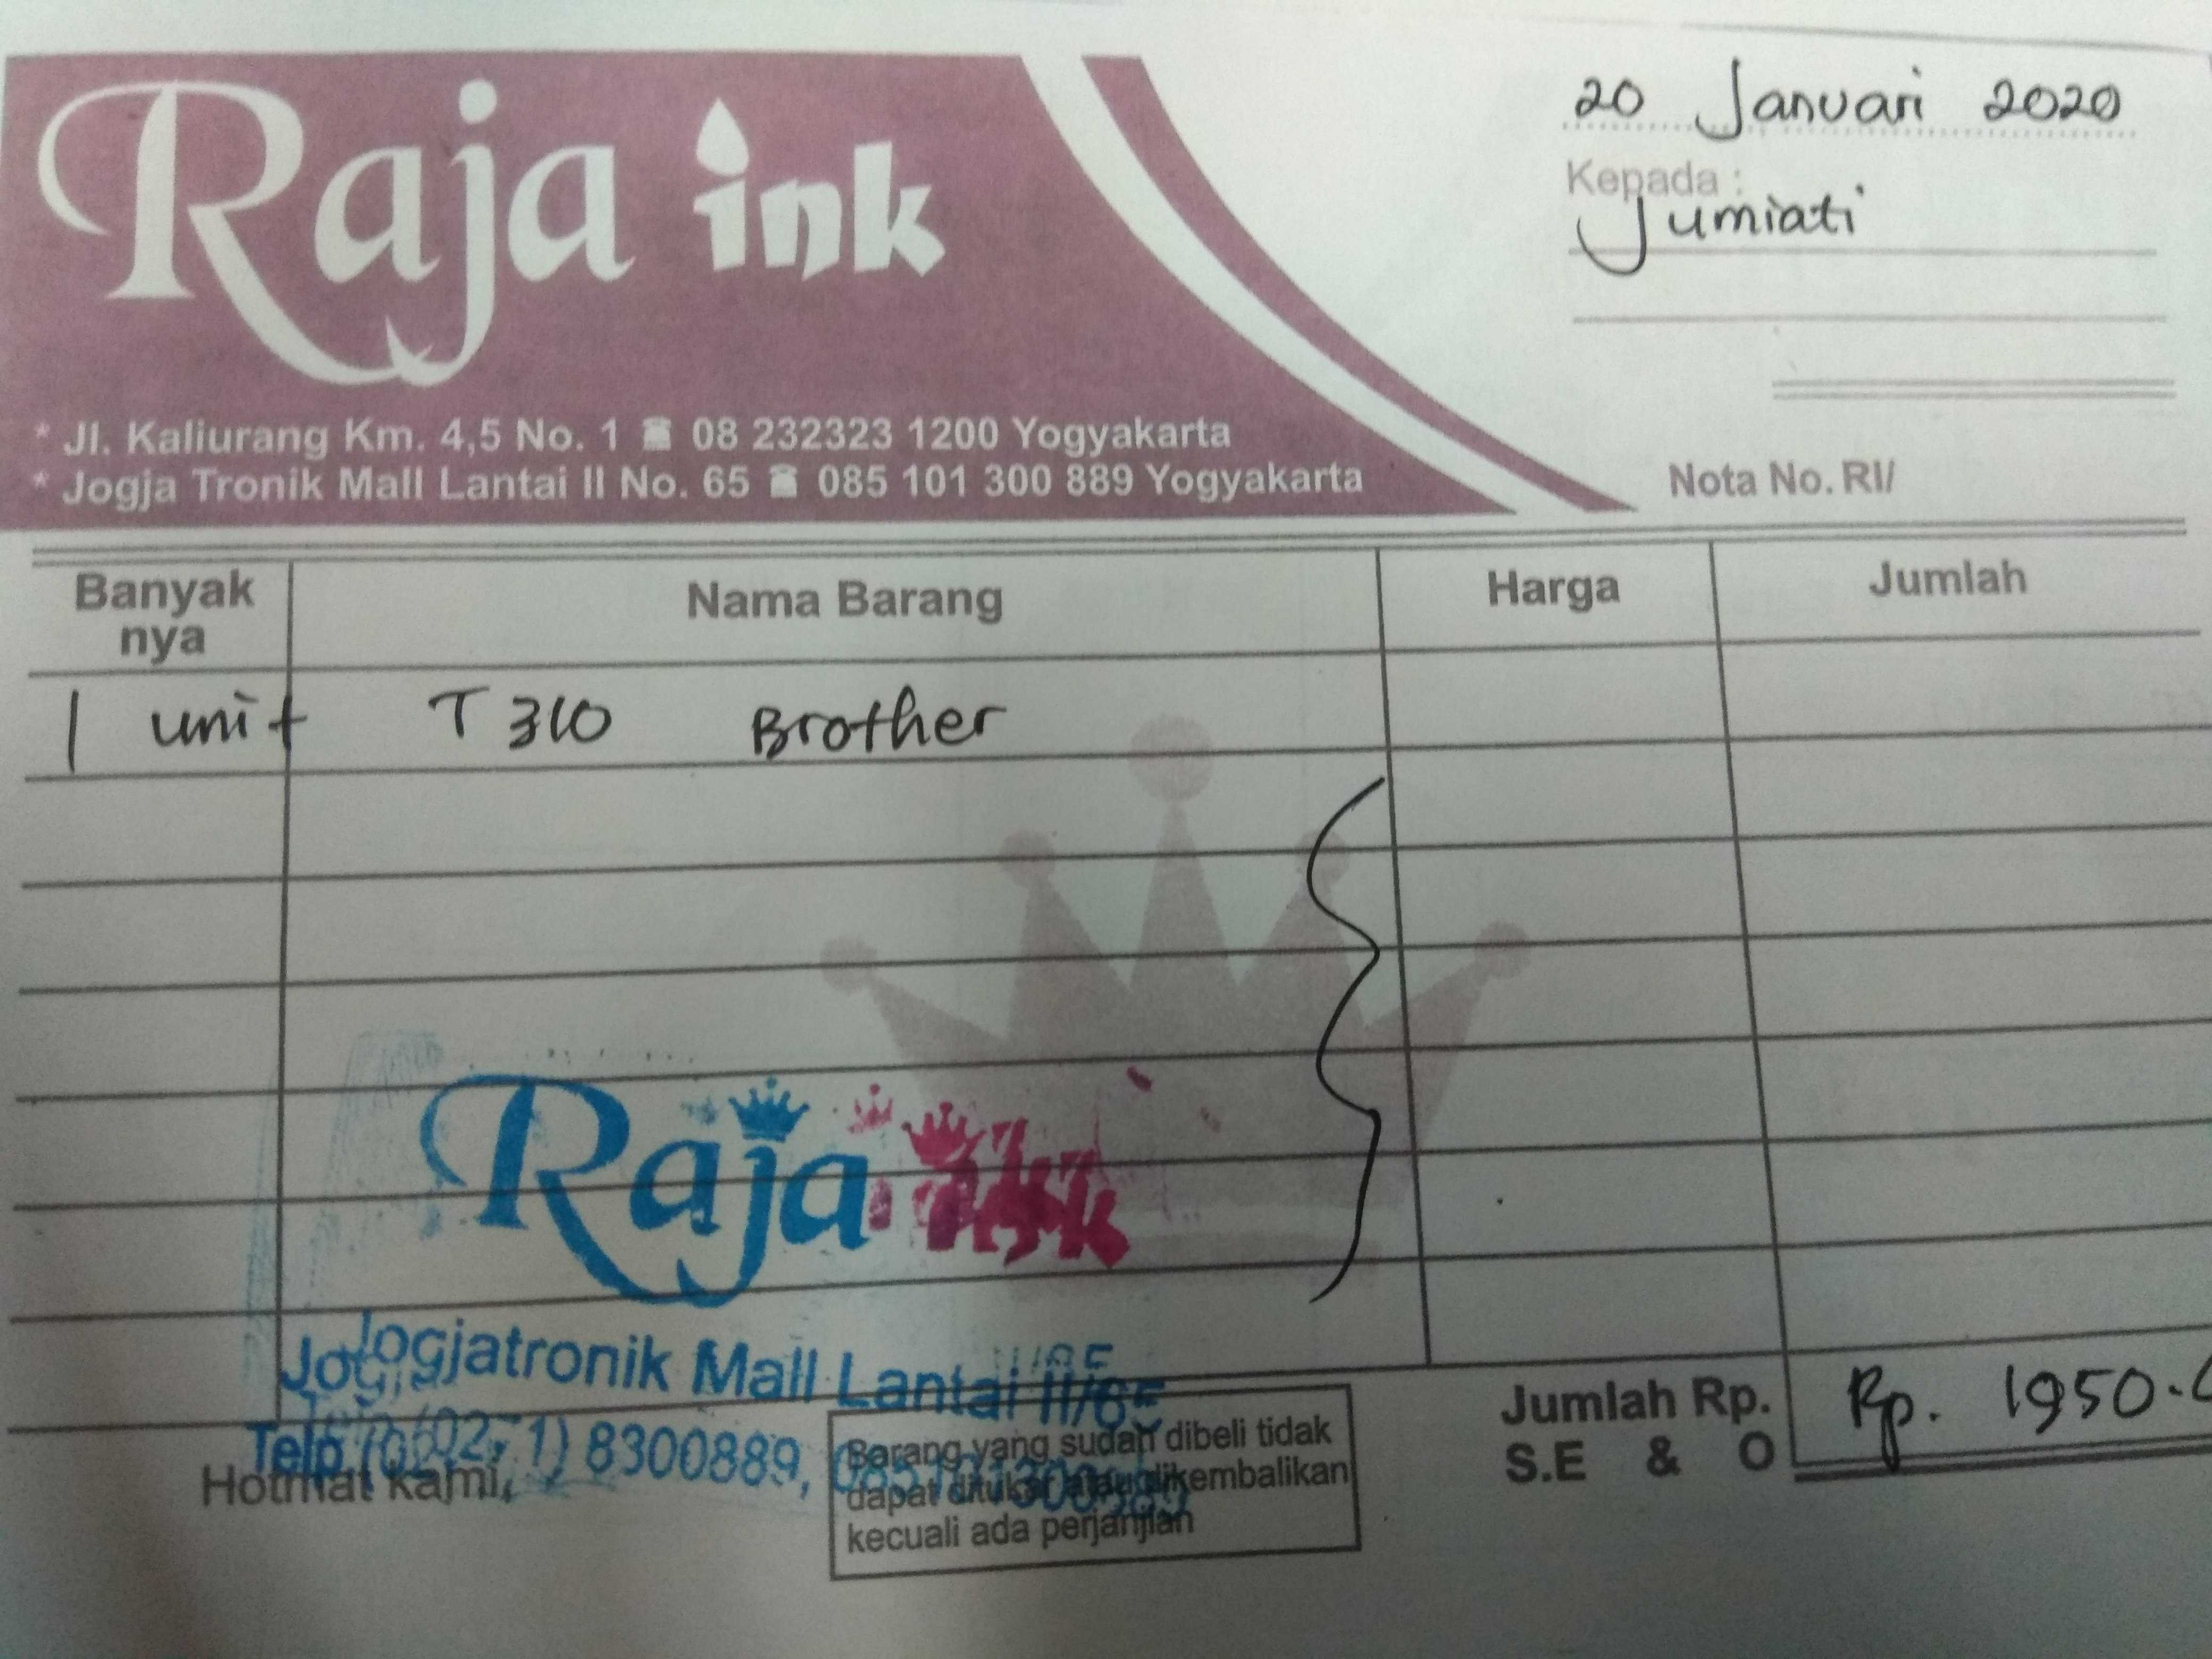 Raja ink
* Jl. Kaliurang Km. 4,5 No. 1 ☎ 08 232323 1200 Yogyakarta
* Jogja Tronik Mall Lantai II No. 65 ☎ 085 101 300 889 Yogyakarta
20 Januari 2020
Kepada :
Jumiati
Nota No. RI/
Banyak nya Nama Barang Harga Jumlah
1 unit T310 Brother
Raja ink
Jogjatronik Mall Lantai II/65
Telp. 8300889,
Hormat kami,
Barang yang sudah dibeli tidak
dapat ditukar atau dikembalikan
kecuali ada perjanjian
Jumlah Rp. Rp. 1950.
S.E & O